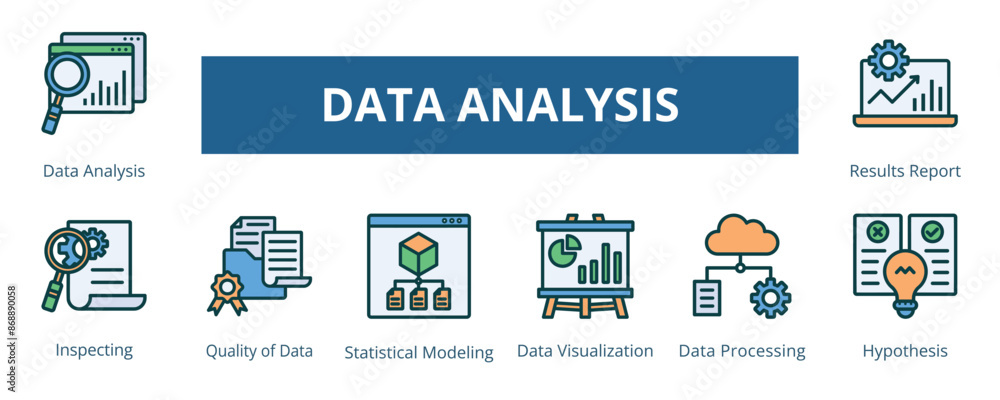 DATA ANALYSIS
Data Analysis
Results Report
Inspecting
Quality of Data
Statistical Modeling
Data Visualization
Data Processing
Hypothesis
Adobe Stock | #868890058